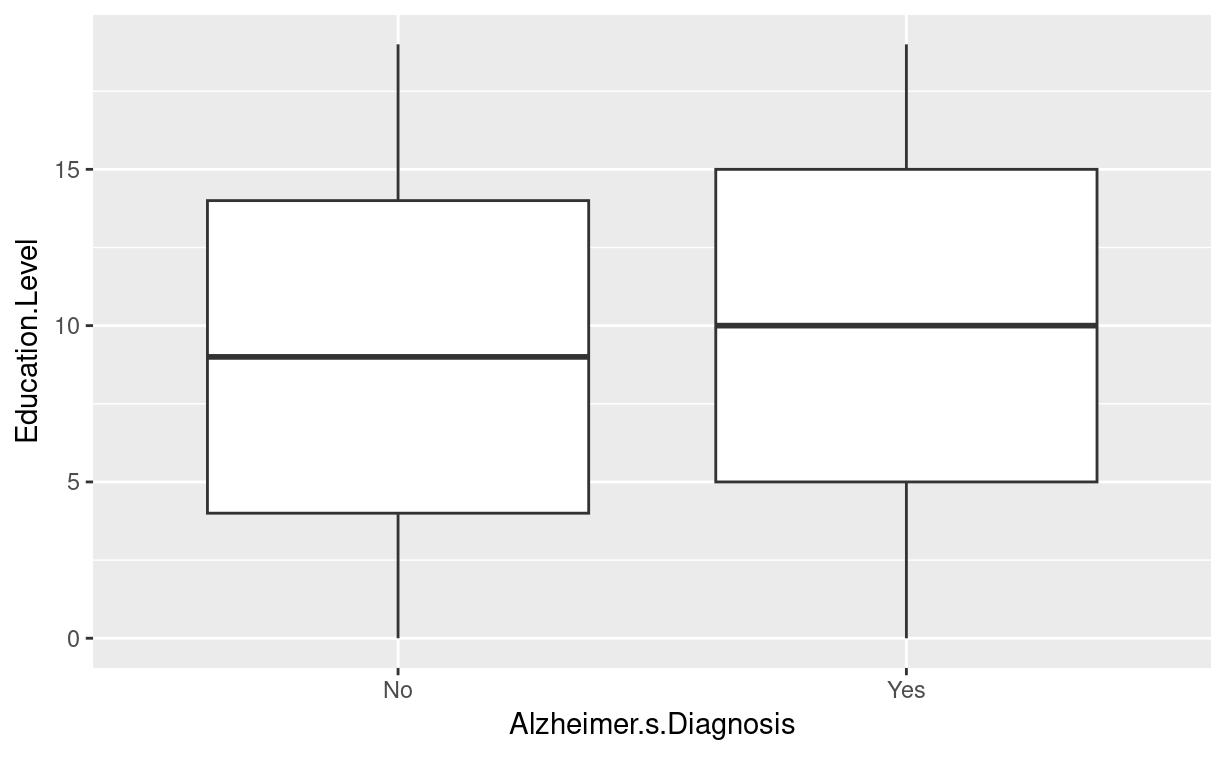 Education.Level
15
10
5
0
No
Yes
Alzheimer.s.Diagnosis